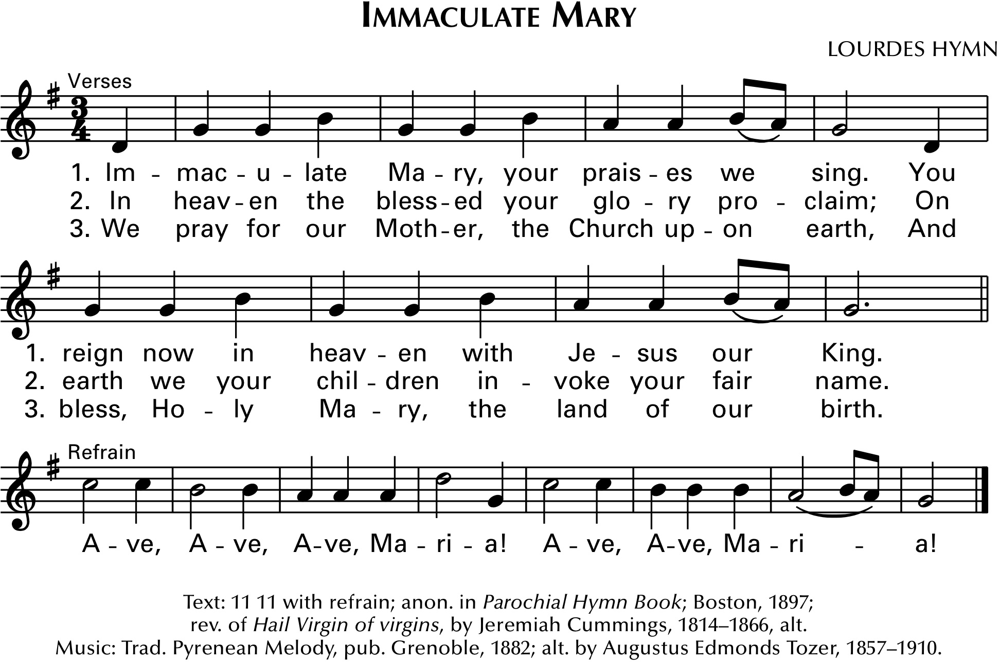 IMMACULATE MARY
LOURDES HYMN
Verses
3
4
1. Im - mac - u - late Ma - ry, your prais - es we sing. You
2. In heav - en the bless - ed your glo - ry pro - claim; On
3. We pray for our Moth - er, the Church up - on earth, And
1. reign now in heav - en with Je - sus our King.
2. earth we your chil - dren in - voke your fair name.
3. bless, Ho - ly Ma - ry, the land of our birth.
Refrain
A - ve, A - ve, A - ve, Ma - ri - a! A - ve, A - ve, Ma - ri - a!
Text: 11 11 with refrain; anon. in Parochial Hymn Book; Boston, 1897;
rev. of Hail Virgin of virgins, by Jeremiah Cummings, 1814–1866, alt.
Music: Trad. Pyrenean Melody, pub. Grenoble, 1882; alt. by Augustus Edmonds Tozer, 1857–1910.